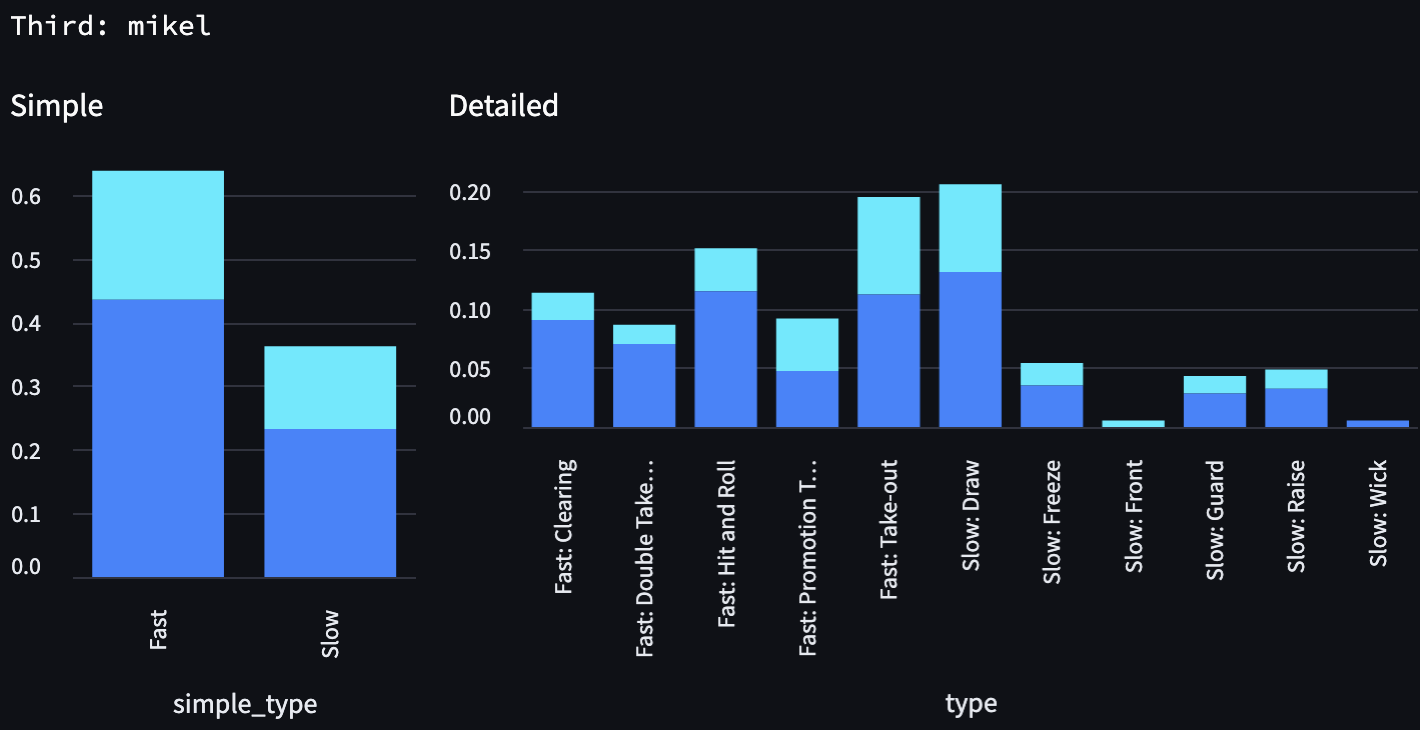 Third: mikel
Simple
0.6
0.5
0.4
0.3
0.2
0.1
0.0
Fast
Slow
simple_type
Detailed
0.20
0.15
0.10
0.05
0.00
Fast: Clearing
Fast: Double Take…
Fast: Hit and Roll
Fast: Promotion T…
Fast: Take-out
Slow: Draw
Slow: Freeze
Slow: Front
Slow: Guard
Slow: Raise
Slow: Wick
type